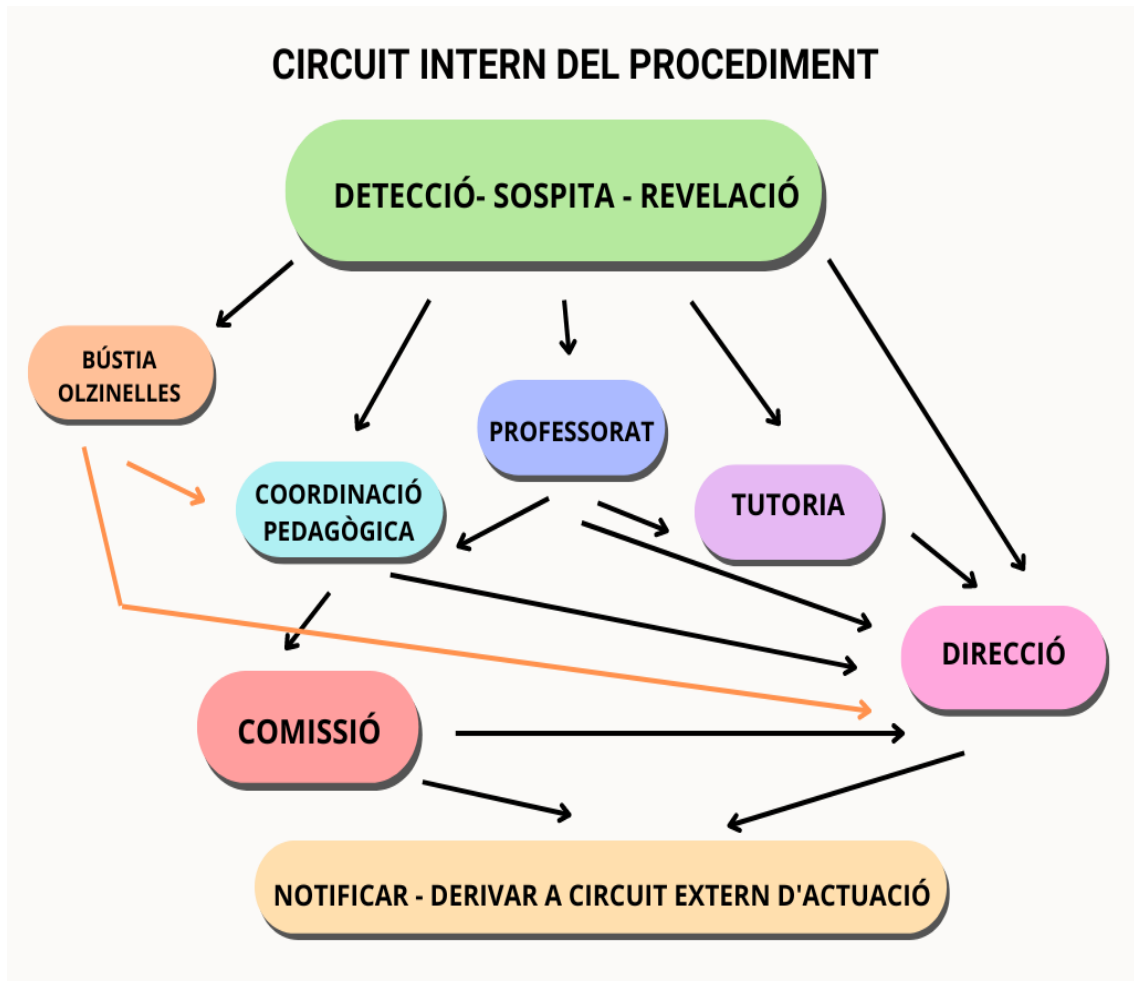 CIRCUIT INTERN DEL PROCEDIMENT
DETECCIÓ- SOSPITA - REVELACIÓ
BÚSTIA
OLZINELLES
PROFESSORAT
COORDINACIÓ
PEDAGÒGICA
TUTORIA
DIRECCIÓ
COMISSIÓ
NOTIFICAR - DERIVAR A CIRCUIT EXTERN D'ACTUACIÓ